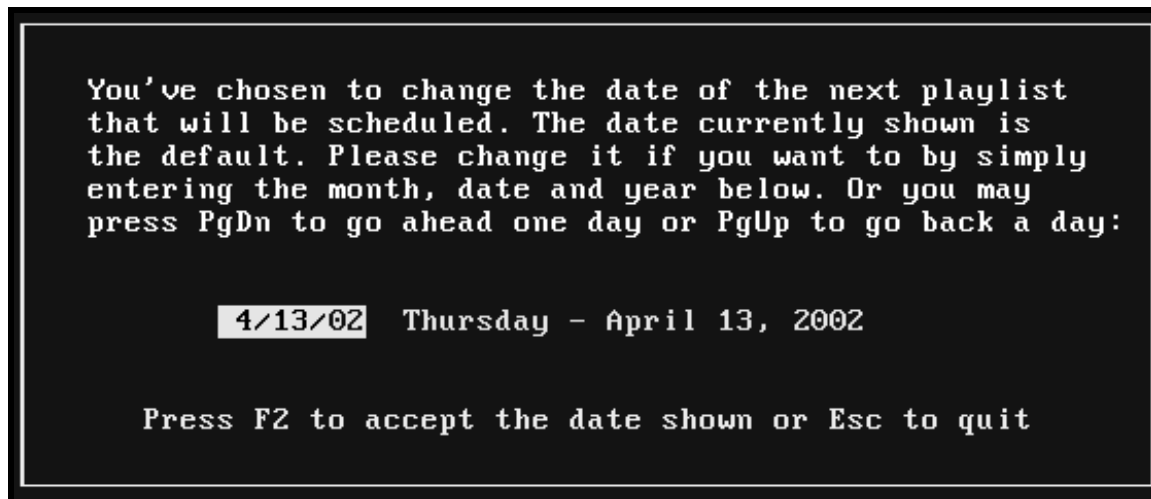 You've chosen to change the date of the next playlist
that will be scheduled. The date currently shown is
the default. Please change it if you want to by simply
entering the month, date and year below. Or you may
press PgDn to go ahead one day or PgUp to go back a day:
4/13/02 Thursday - April 13, 2002
Press F2 to accept the date shown or Esc to quit